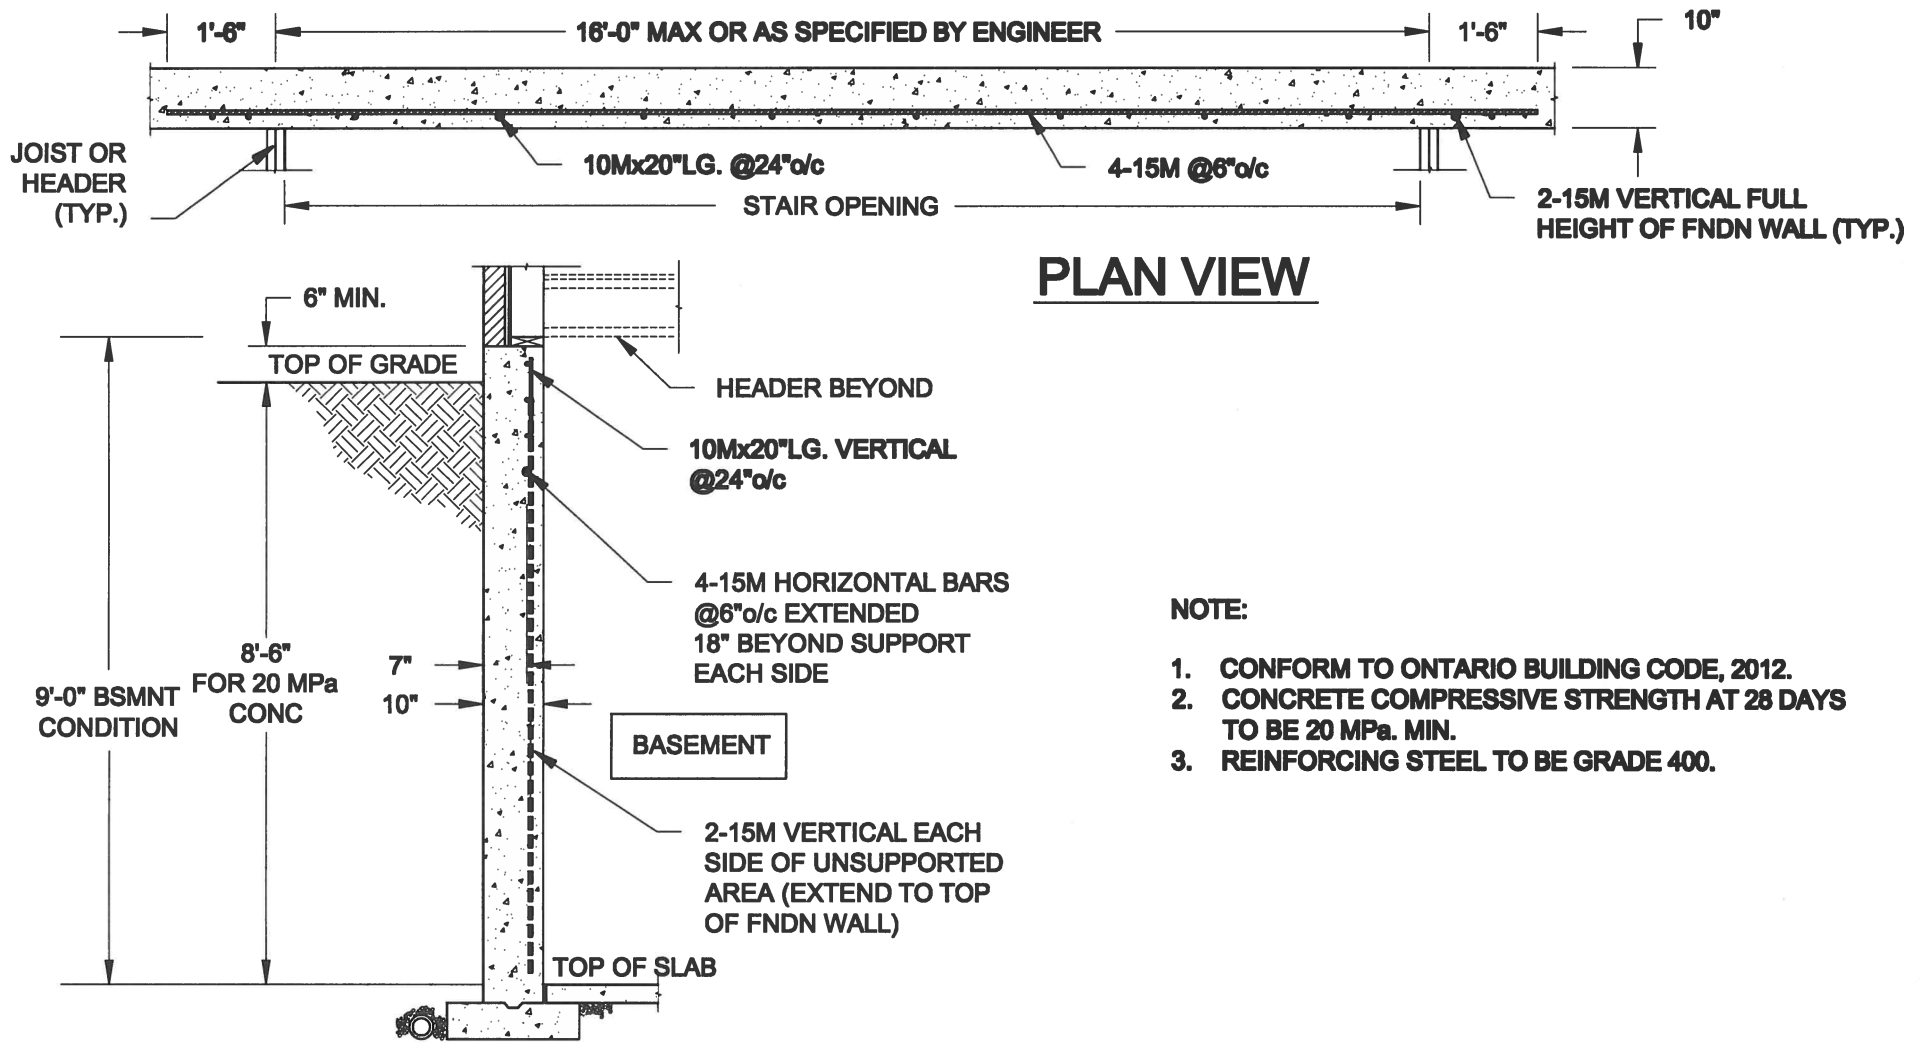 1'-6"
16'-0" MAX OR AS SPECIFIED BY ENGINEER
1'-6"
10"
JOIST OR
HEADER
(TYP.)
10Mx20"LG. @24"o/c
4-15M @6"o/c
STAIR OPENING
2-15M VERTICAL FULL
HEIGHT OF FNDN WALL (TYP.)
PLAN VIEW
6" MIN.
TOP OF GRADE
HEADER BEYOND
10Mx20"LG. VERTICAL
@24"o/c
4-15M HORIZONTAL BARS
@6"o/c EXTENDED
18" BEYOND SUPPORT
EACH SIDE
8'-6"
FOR 20 MPa
CONC
9'-0" BSMNT
CONDITION
7"
10"
BASEMENT
2-15M VERTICAL EACH
SIDE OF UNSUPPORTED
AREA (EXTEND TO TOP
OF FNDN WALL)
TOP OF SLAB
NOTE:
1. CONFORM TO ONTARIO BUILDING CODE, 2012.
2. CONCRETE COMPRESSIVE STRENGTH AT 28 DAYS
TO BE 20 MPa. MIN.
3. REINFORCING STEEL TO BE GRADE 400.